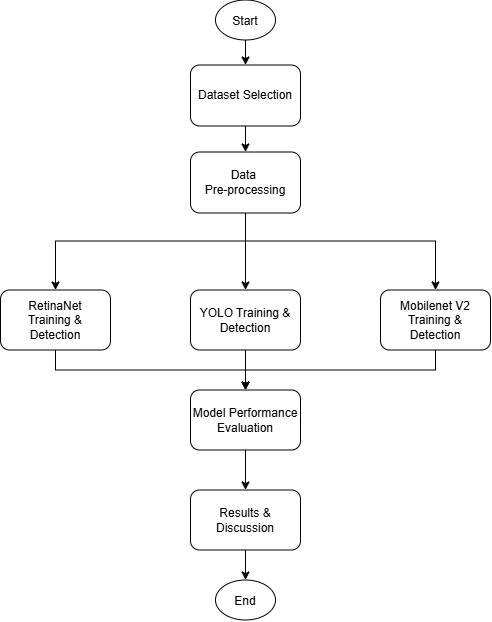 Start
Dataset Selection
Data
Pre-processing
RetinaNet
Training &
Detection
YOLO Training &
Detection
Mobilenet V2
Training &
Detection
Model Performance
Evaluation
Results &
Discussion
End